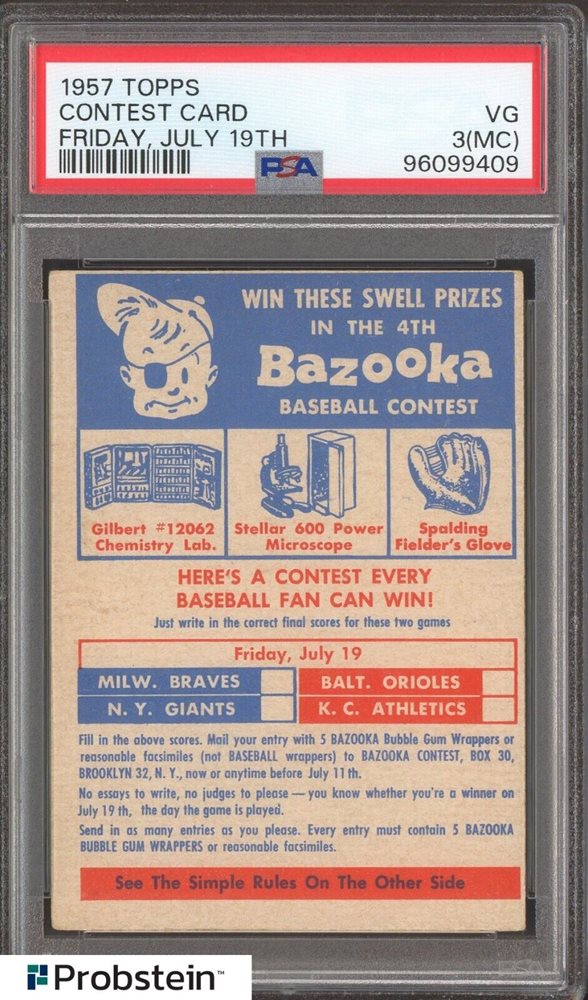 1957 TOPPS
CONTEST CARD
FRIDAY, JULY 19TH
VG
3(MC)
96099409
PSA
WIN THESE SWELL PRIZES
IN THE 4TH
Bazooka
BASEBALL CONTEST
Gilbert #12062
Chemistry Lab.
Stellar 600 Power
Microscope
Spalding
Fielder's Glove
HERE'S A CONTEST EVERY
BASEBALL FAN CAN WIN!
Just write in the correct final scores for these two games
Friday, July 19
MILW. BRAVES
N. Y. GIANTS
BALT. ORIOLES
K. C. ATHLETICS
Fill in the above scores. Mail your entry with 5 BAZOOKA Bubble Gum Wrappers or
reasonable facsimiles (not BASEBALL wrappers) to BAZOOKA CONTEST, BOX 30,
BROOKLYN 32, N. Y., now or anytime before July 11th.
No essays to write, no judges to please — you know whether you're a winner on
July 19 th, the day the game is played.
Send in as many entries as you please. Every entry must contain 5 BAZOOKA
BUBBLE GUM WRAPPERS or reasonable facsimiles.
See The Simple Rules On The Other Side
PSA
Probstein™